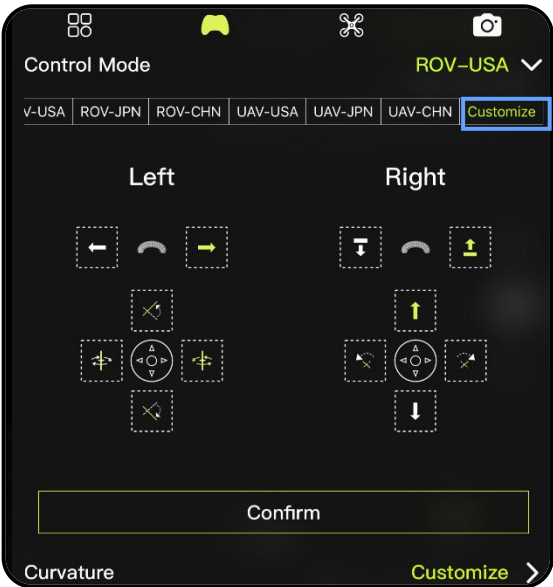 Control Mode ROV-USA
V-USA ROV-JPN ROV-CHN UAV-USA UAV-JPN UAV-CHN Customize
Left Right
Confirm
Curvature Customize